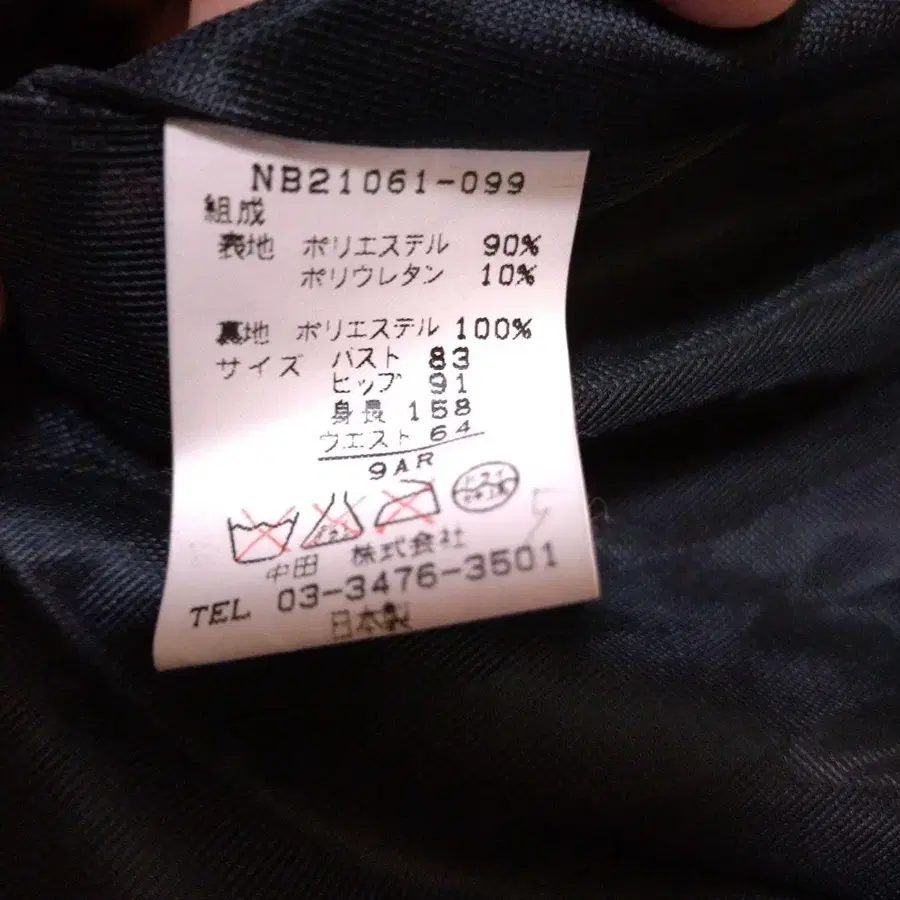 NB21061-099
組成
表地 ポリエステル 90%
ポリウレタン 10%
裏地 ポリエステル 100%
サイズ バスト 83
ヒップ 91
身長 158
ウエスト 64
9AR
ドライ
中田 株式会社
TEL 03-3476-3501
日本製